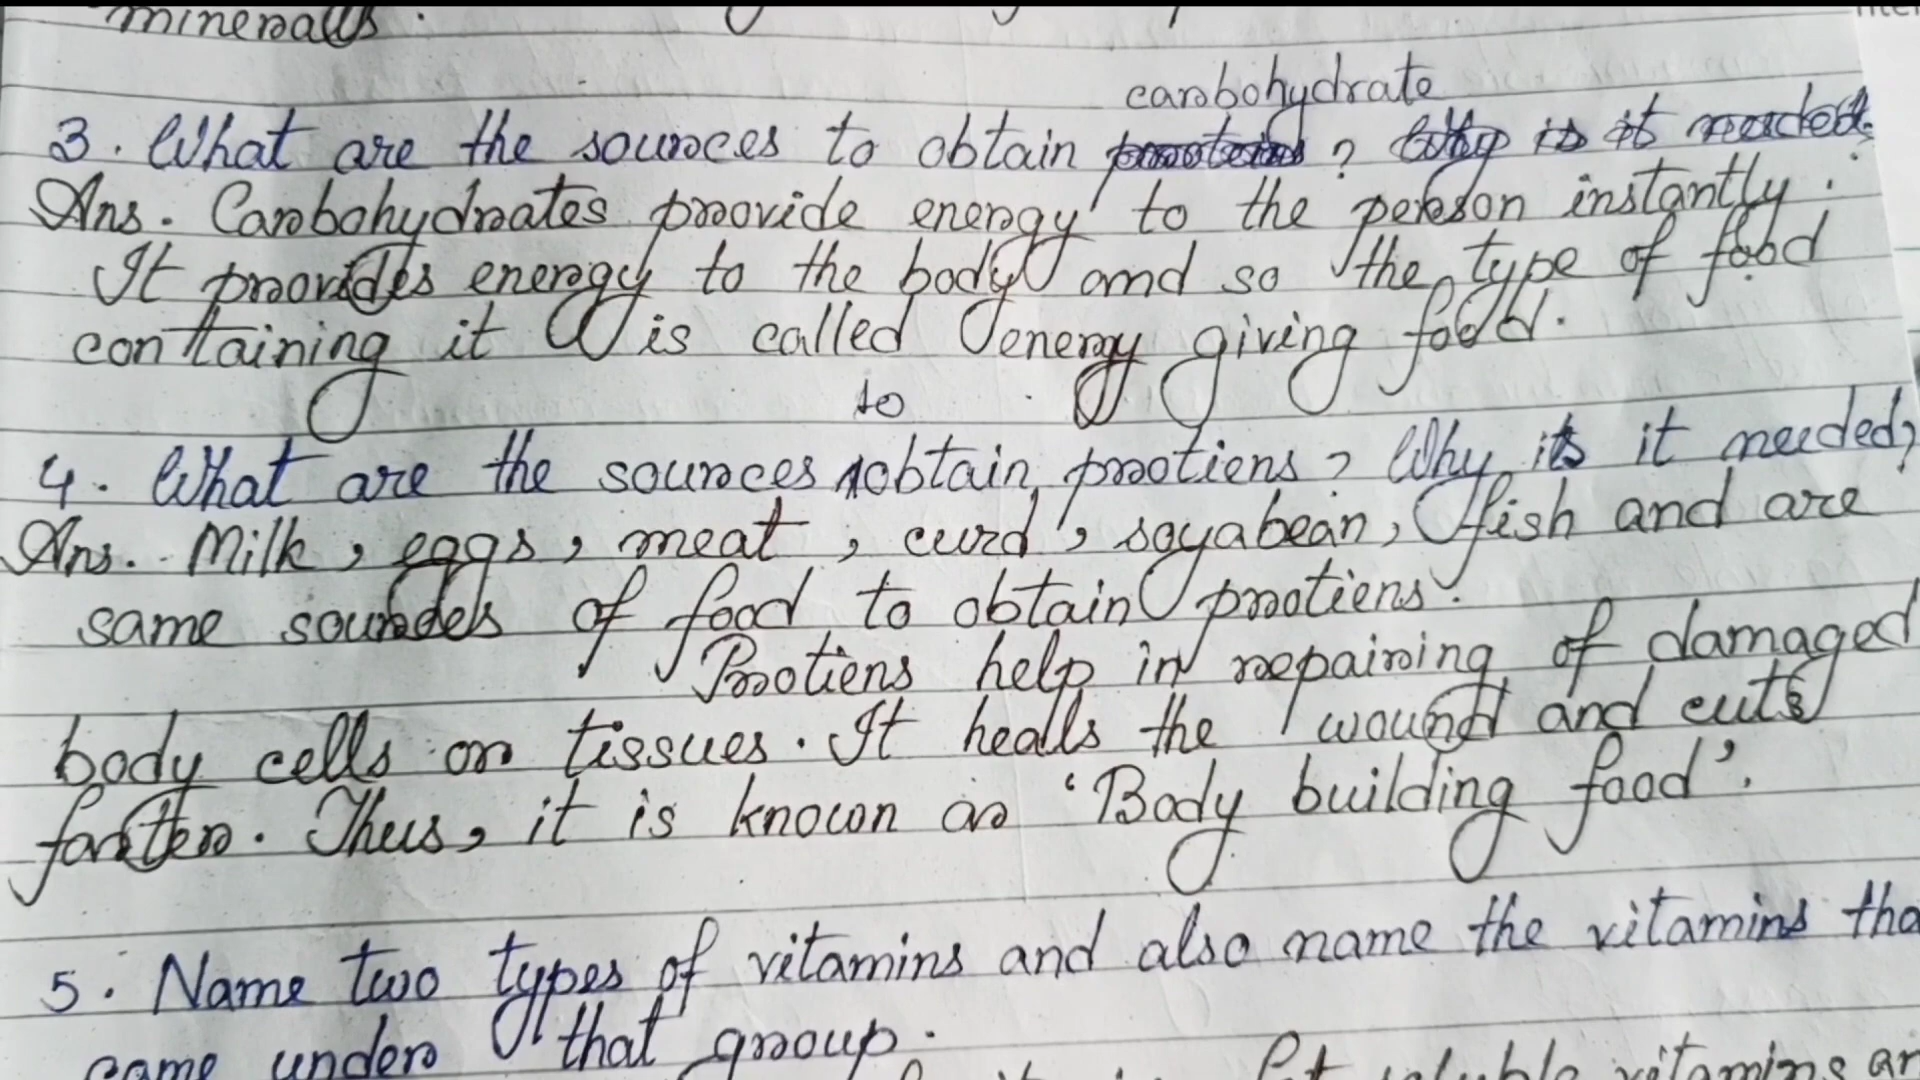 minerals.
carbohydrate
3. What are the sources to obtain ? Why is it needed.
Ans. Carbohydrates provide energy to the person instantly.
It provides energy to the body and so the type of food
containing it is called energy giving food.
to
4. What are the sources obtain protiens? Why is it needed?
Ans. Milk, eggs, meat, curd, soyabean, fish and are
same of food to obtain protiens.
Protiens help in repairing of damaged
body cells or tissues. It healls the wound and cuts
. Thus, it is known as 'Body building food'.
5. Name two types of vitamins and also name the vitamins tha
came under that group.
vitamins ar